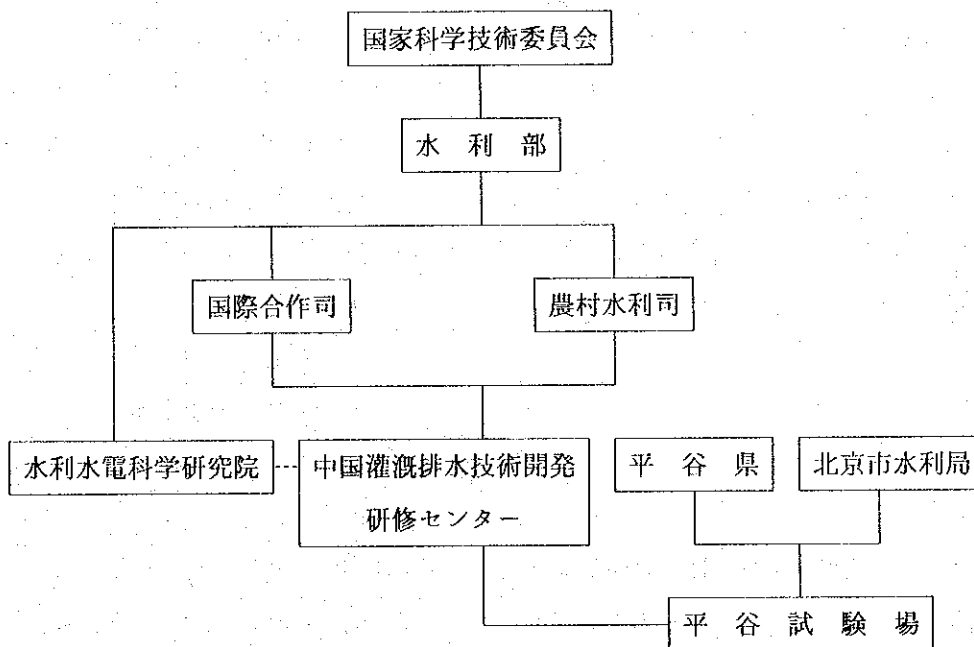 国家科学技術委員会
水利部
国際合作司
農村水利司
水利水電科学研究院
中国灌漑排水技術開発
研修センター
平谷県
北京市水利局
平谷試験場